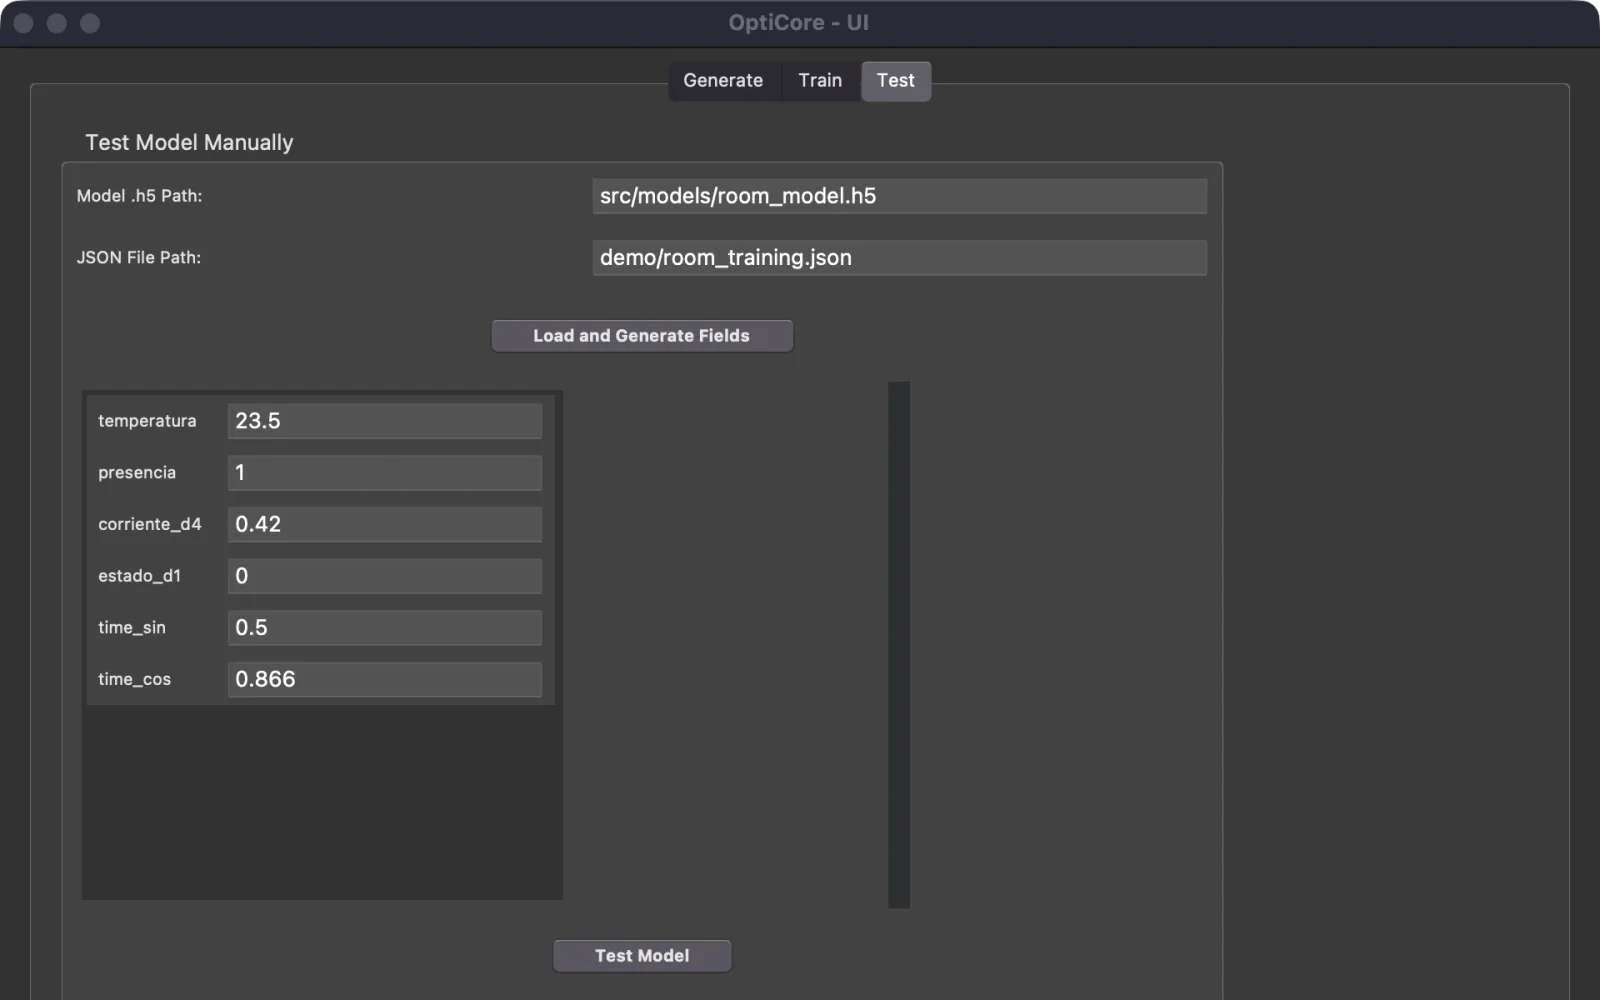 OptiCore - UI
Generate Train Test
Test Model Manually
Model .h5 Path: src/models/room_model.h5
JSON File Path: demo/room_training.json
Load and Generate Fields
temperatura 23.5
presencia 1
corriente_d4 0.42
estado_d1 0
time_sin 0.5
time_cos 0.866
Test Model